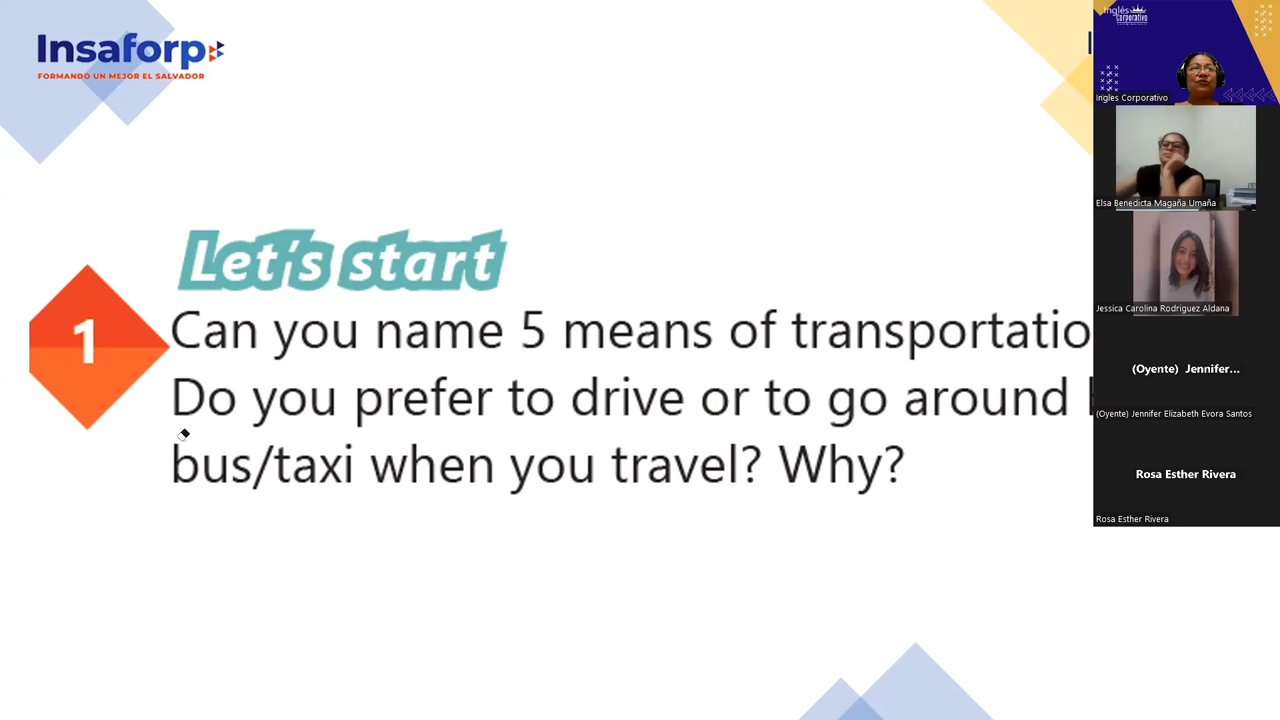 Insaforp
FORMANDO UN MEJOR EL SALVADOR
Let's start
1
Can you name 5 means of transportatio
Do you prefer to drive or to go around
bus/taxi when you travel? Why?
Inglés
Corporativo
Ingles Corporativo
Elsa Benedicta Magaña Umaña
Jessica Carolina Rodriguez Aldana
(Oyente) Jennifer...
(Oyente) Jennifer Elizabeth Evora Santos
Rosa Esther Rivera
Rosa Esther Rivera